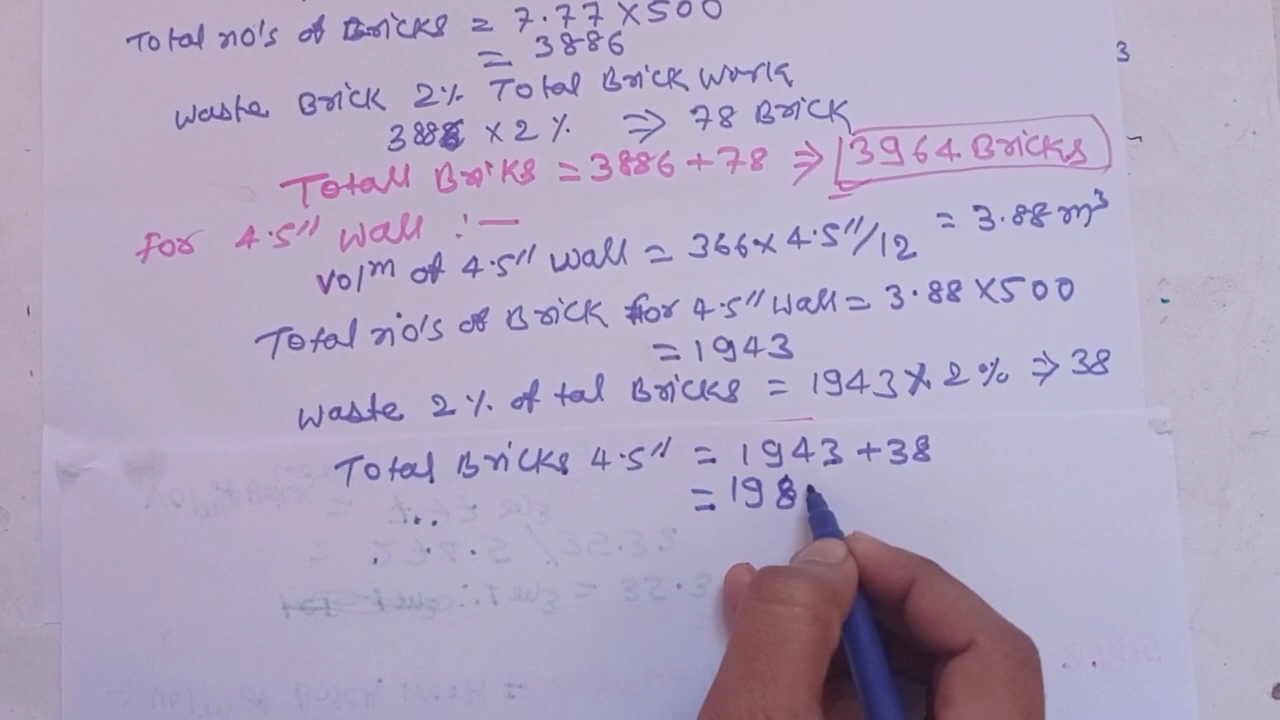 Total no's of Bricks = 7.77 X 500
= 3886
Waste Brick 2% Total Brick work
3886 X 2% ⇒ 78 Brick
Totall Bricks = 3886 + 78 ⇒ 3964 Bricks
for 4.5" wall :-
volm of 4.5" wall = 366 x 4.5"/12 = 3.88 m³
Total no's of Brick for 4.5" wall = 3.88 X 500
= 1943
Waste 2% of tal Bricks = 1943 X 2% ⇒ 38
Total Bricks 4.5" = 1943 + 38
= 198
3